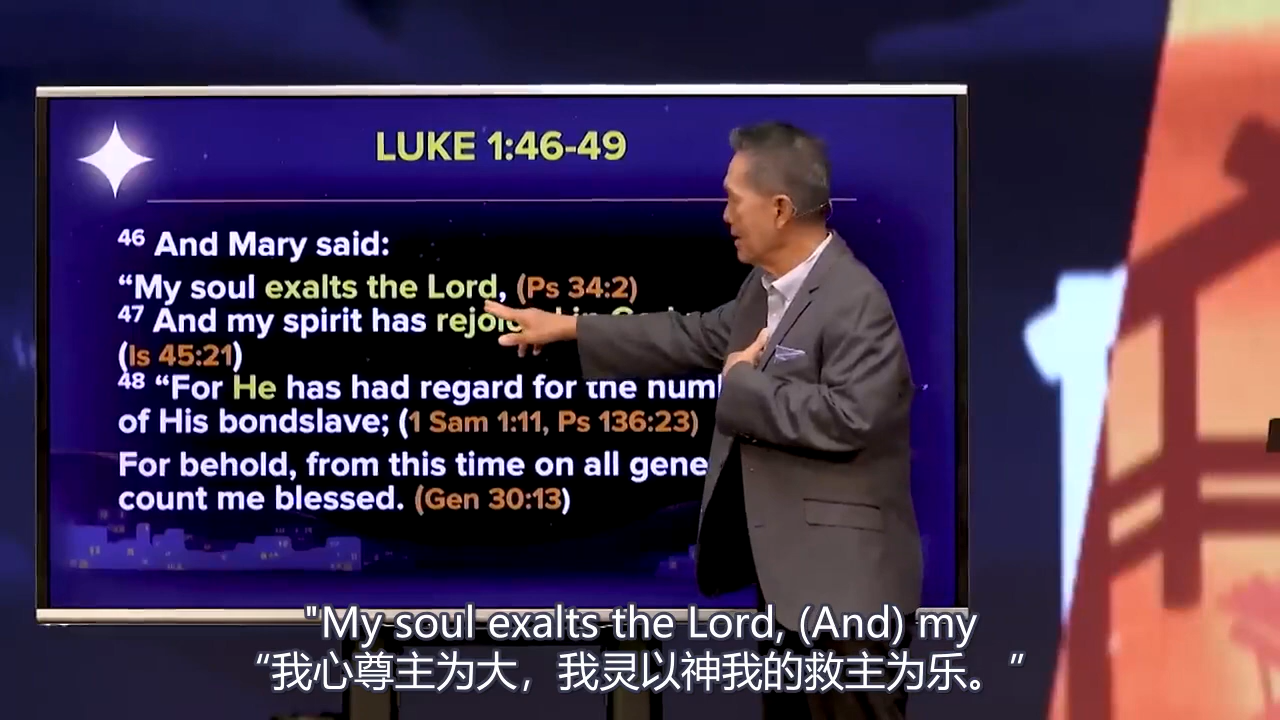 LUKE 1:46-49
46 And Mary said:
“My soul exalts the Lord, (Ps 34:2)
47 And my spirit has
(Is 45:21)
48 “For He has had regard for the
of His bondslave; (1 Sam 1:11, Ps 136:23)
For behold, from this time on all
count me blessed. (Gen 30:13)
"My soul exalts the Lord, (And) my
“我心尊主为大，我灵以神我的救主为乐。”